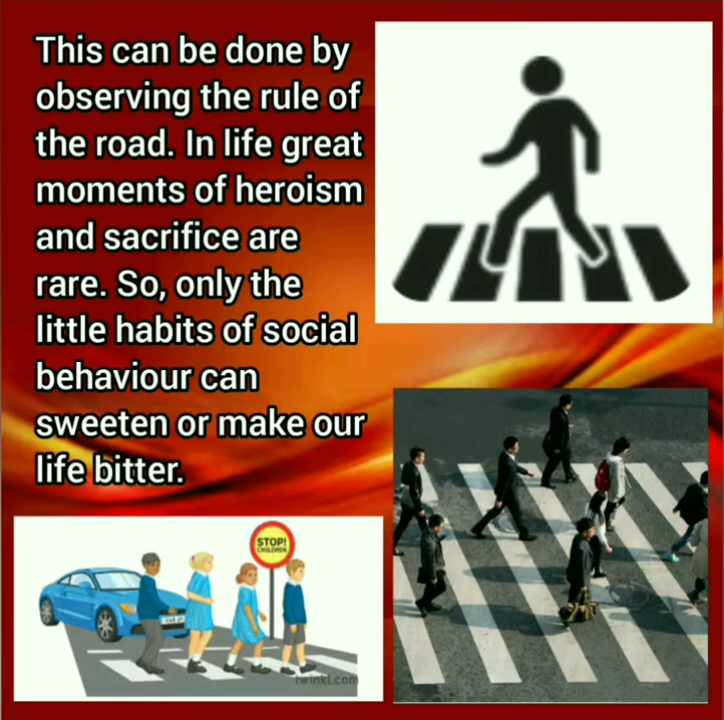 This can be done by
observing the rule of
the road. In life great
moments of heroism
and sacrifice are
rare. So, only the
little habits of social
behaviour can
sweeten or make our
life bitter.
STOP!
CHILDREN
twinkl.com